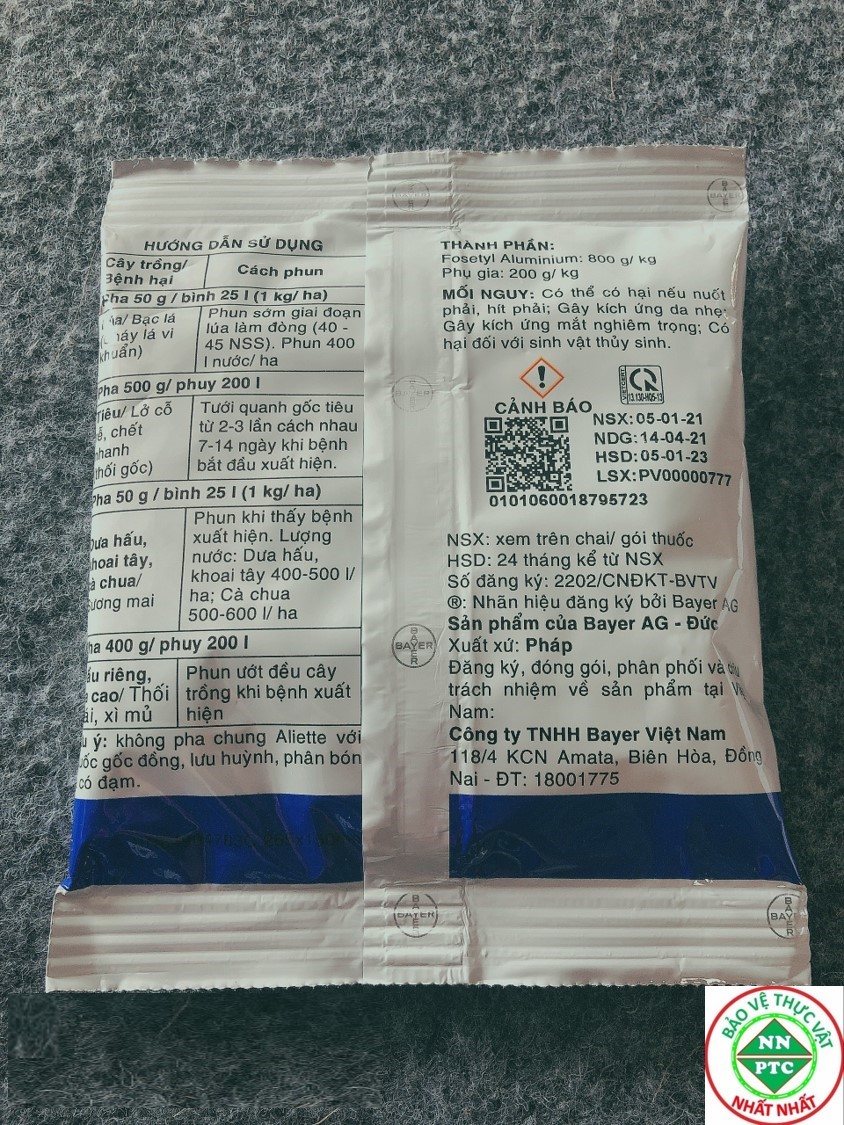 HƯỚNG DẪN SỬ DỤNG
Cây trồng/
Bệnh hại
Cách phun
Pha 50 g / bình 25 l (1 kg/ ha)
Bạc lá
lá vi
khuẩn)
Phun sớm giai đoạn
lúa làm đòng (40 -
45 NSS). Phun 400
l nước/ ha
Pha 500 g/ phuy 200 l
Tiêu/ Lở cổ
chết
nhanh
thối gốc)
Tưới quanh gốc tiêu
từ 2-3 lần cách nhau
7-14 ngày khi bệnh
bắt đầu xuất hiện.
Pha 50 g / bình 25 l (1 kg/ ha)
Dưa hấu,
khoai tây,
cà chua/
sương mai
Phun khi thấy bệnh
xuất hiện. Lượng
nước: Dưa hấu,
khoai tây 400-500 l/
ha; Cà chua
500-600 l/ ha
Pha 400 g/ phuy 200 l
riêng,
cao/ Thối
xì mủ
Phun ướt đều cây
trồng khi bệnh xuất
hiện
ý: không pha chung Aliette với
gốc đồng, lưu huỳnh, phân bón
có đạm.
THÀNH PHẦN:
Fosetyl Aluminium: 800 g/ kg
Phụ gia: 200 g/ kg
MỐI NGUY: Có thể có hại nếu nuốt
phải, hít phải; Gây kích ứng da nhẹ;
Gây kích ứng mắt nghiêm trọng; Có
hại đối với sinh vật thủy sinh.
CẢNH BÁO
VIETCERT
13.130-HQ5-13
NSX: 05-01-21
NDG: 14-04-21
HSD: 05-01-23
LSX: PV00000777
0101060018795723
NSX: xem trên chai/ gói thuốc
HSD: 24 tháng kể từ NSX
Số đăng ký: 2202/CNĐKT-BVTV
®: Nhãn hiệu đăng ký bởi Bayer AG
Sản phẩm của Bayer AG - Đức
Xuất xứ: Pháp
Đăng ký, đóng gói, phân phối và chịu
trách nhiệm về sản phẩm tại Việt
Nam:
Công ty TNHH Bayer Việt Nam
118/4 KCN Amata, Biên Hòa, Đồng
Nai - ĐT: 18001775
BAYER
BAYER
BAYER
BAYER
BAYER
BAYER
BẢO VỆ THỰC VẬT
NN
PTC
NHẤT NHẤT